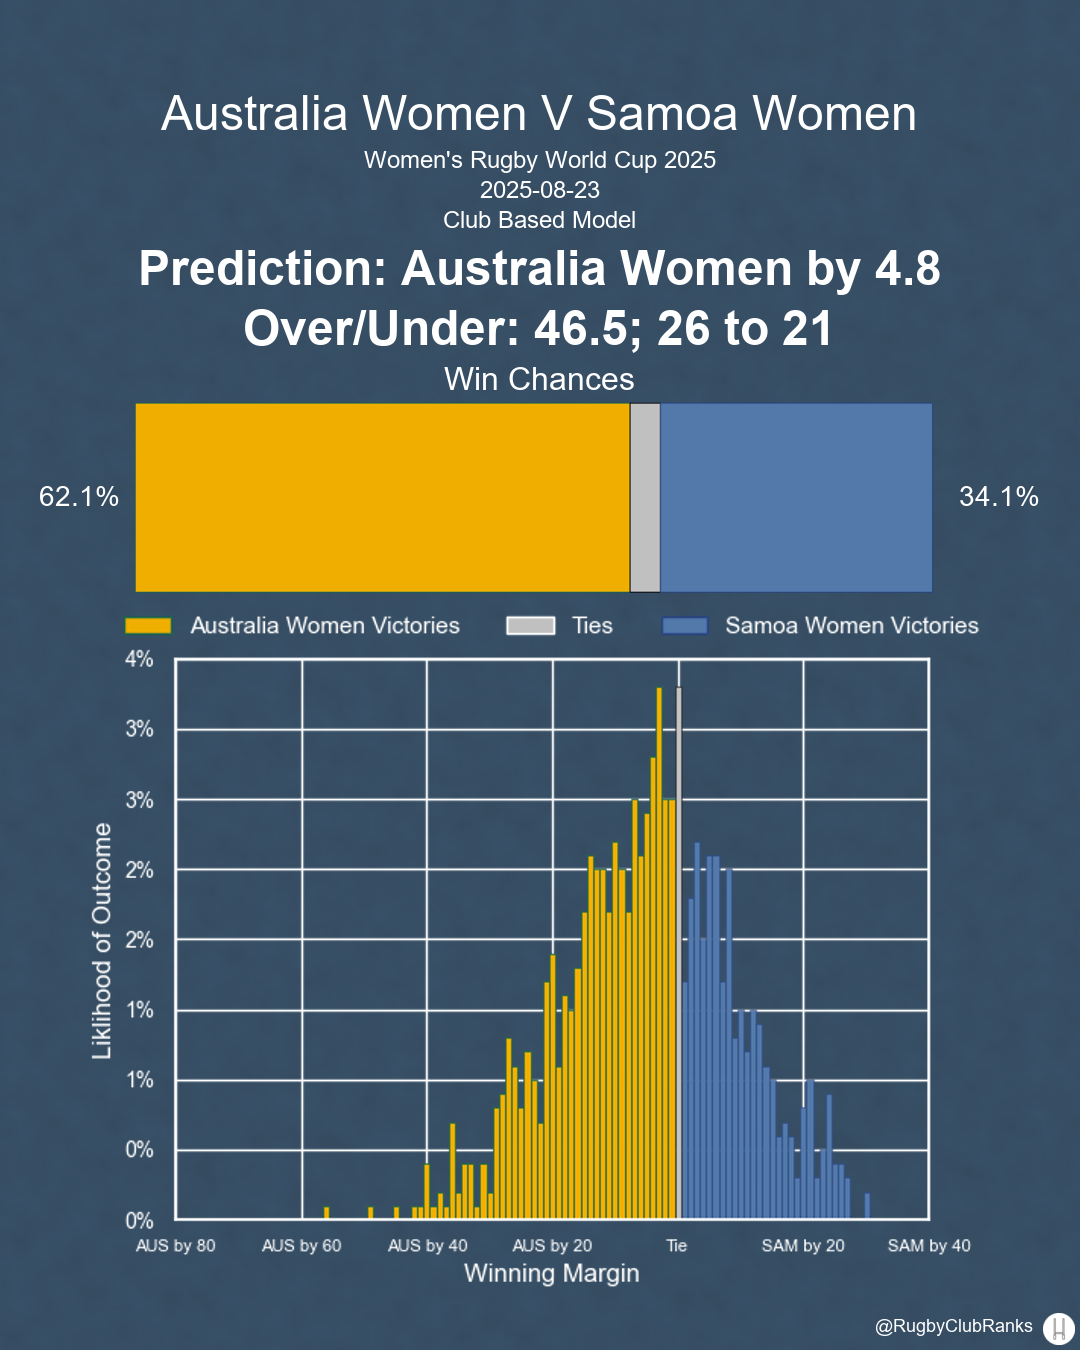 Australia Women V Samoa Women
Women's Rugby World Cup 2025
2025-08-23
Club Based Model
Prediction: Australia Women by 4.8
Over/Under: 46.5; 26 to 21
Win Chances
62.1%
34.1%
Australia Women Victories
Ties
Samoa Women Victories
4%
3%
3%
2%
2%
1%
1%
0%
0%
Liklihood of Outcome
AUS by 80
AUS by 60
AUS by 40
AUS by 20
Tie
SAM by 20
SAM by 40
Winning Margin
@RugbyClubRanks